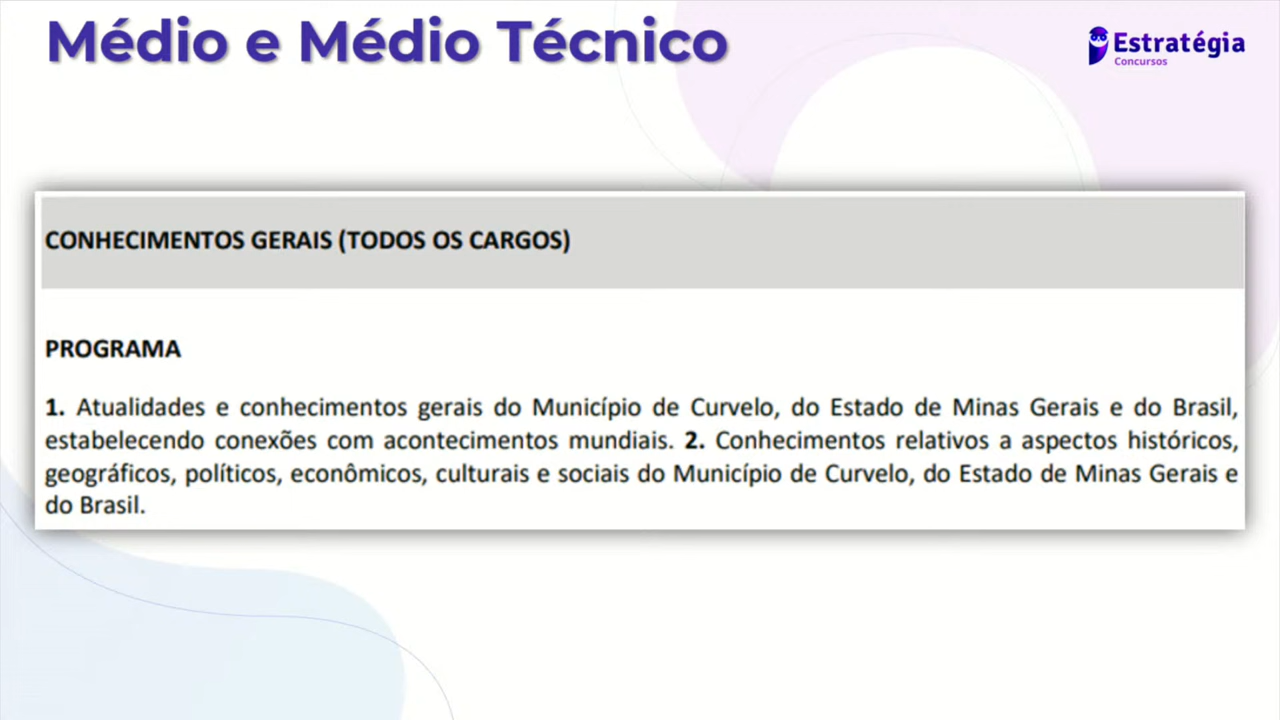 Médio e Médio Técnico
Estratégia
Concursos
CONHECIMENTOS GERAIS (TODOS OS CARGOS)
PROGRAMA
1. Atualidades e conhecimentos gerais do Município de Curvelo, do Estado de Minas Gerais e do Brasil,
estabelecendo conexões com acontecimentos mundiais. 2. Conhecimentos relativos a aspectos históricos,
geográficos, políticos, econômicos, culturais e sociais do Município de Curvelo, do Estado de Minas Gerais e
do Brasil.